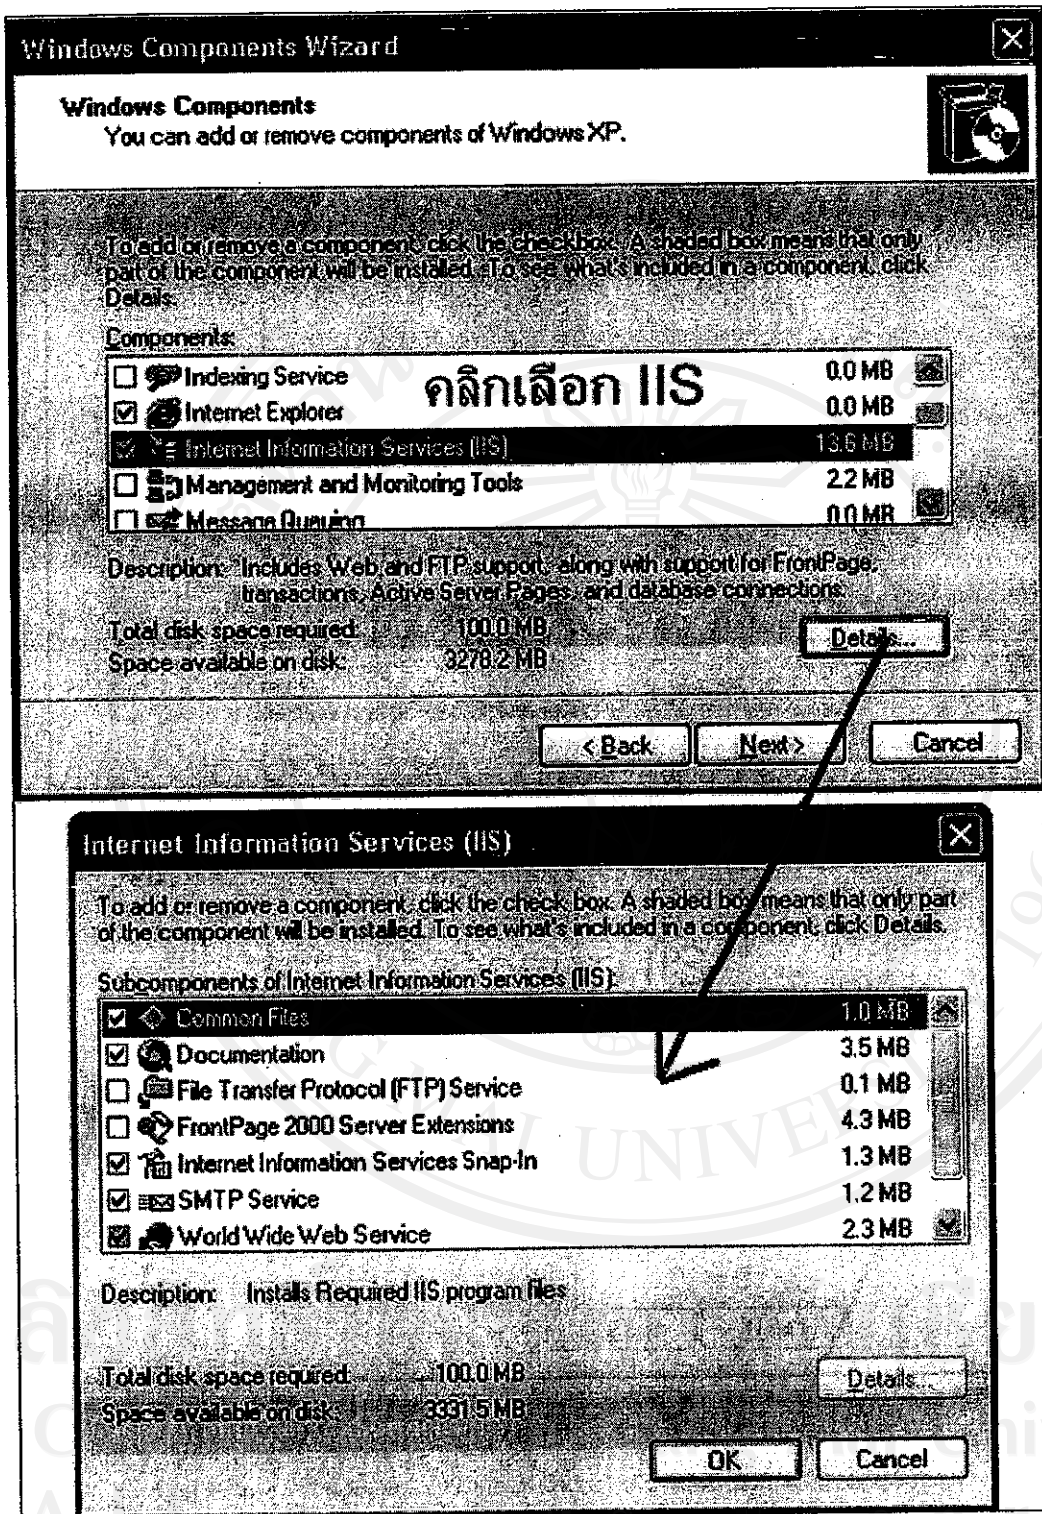 Windows Components Wizard
Windows Components
You can add or remove components of Windows XP.
To add or remove a component, click the checkbox. A shaded box means that only
part of the component will be installed. To see what's included in a component, click
Details.
Components:
Indexing Service 0.0 MB
คลิกเลือก IIS
Internet Explorer 0.0 MB
Internet Information Services (IIS) 13.6 MB
Management and Monitoring Tools 2.2 MB
Message Queuing 0.0 MB
Description: Includes Web and FTP support, along with support for FrontPage,
transactions, Active Server Pages, and database connections.
Total disk space required: 100.0 MB
Space available on disk: 3278.2 MB
Details...
< Back Next > Cancel
Internet Information Services (IIS)
To add or remove a component, click the check box. A shaded box means that only part
of the component will be installed. To see what's included in a component, click Details.
Subcomponents of Internet Information Services (IIS):
Common Files 1.0 MB
Documentation 3.5 MB
File Transfer Protocol (FTP) Service 0.1 MB
FrontPage 2000 Server Extensions 4.3 MB
Internet Information Services Snap-In 1.3 MB
SMTP Service 1.2 MB
World Wide Web Service 2.3 MB
Description: Installs Required IIS program files
Total disk space required: 100.0 MB
Space available on disk: 3331.5 MB
Details...
OK Cancel